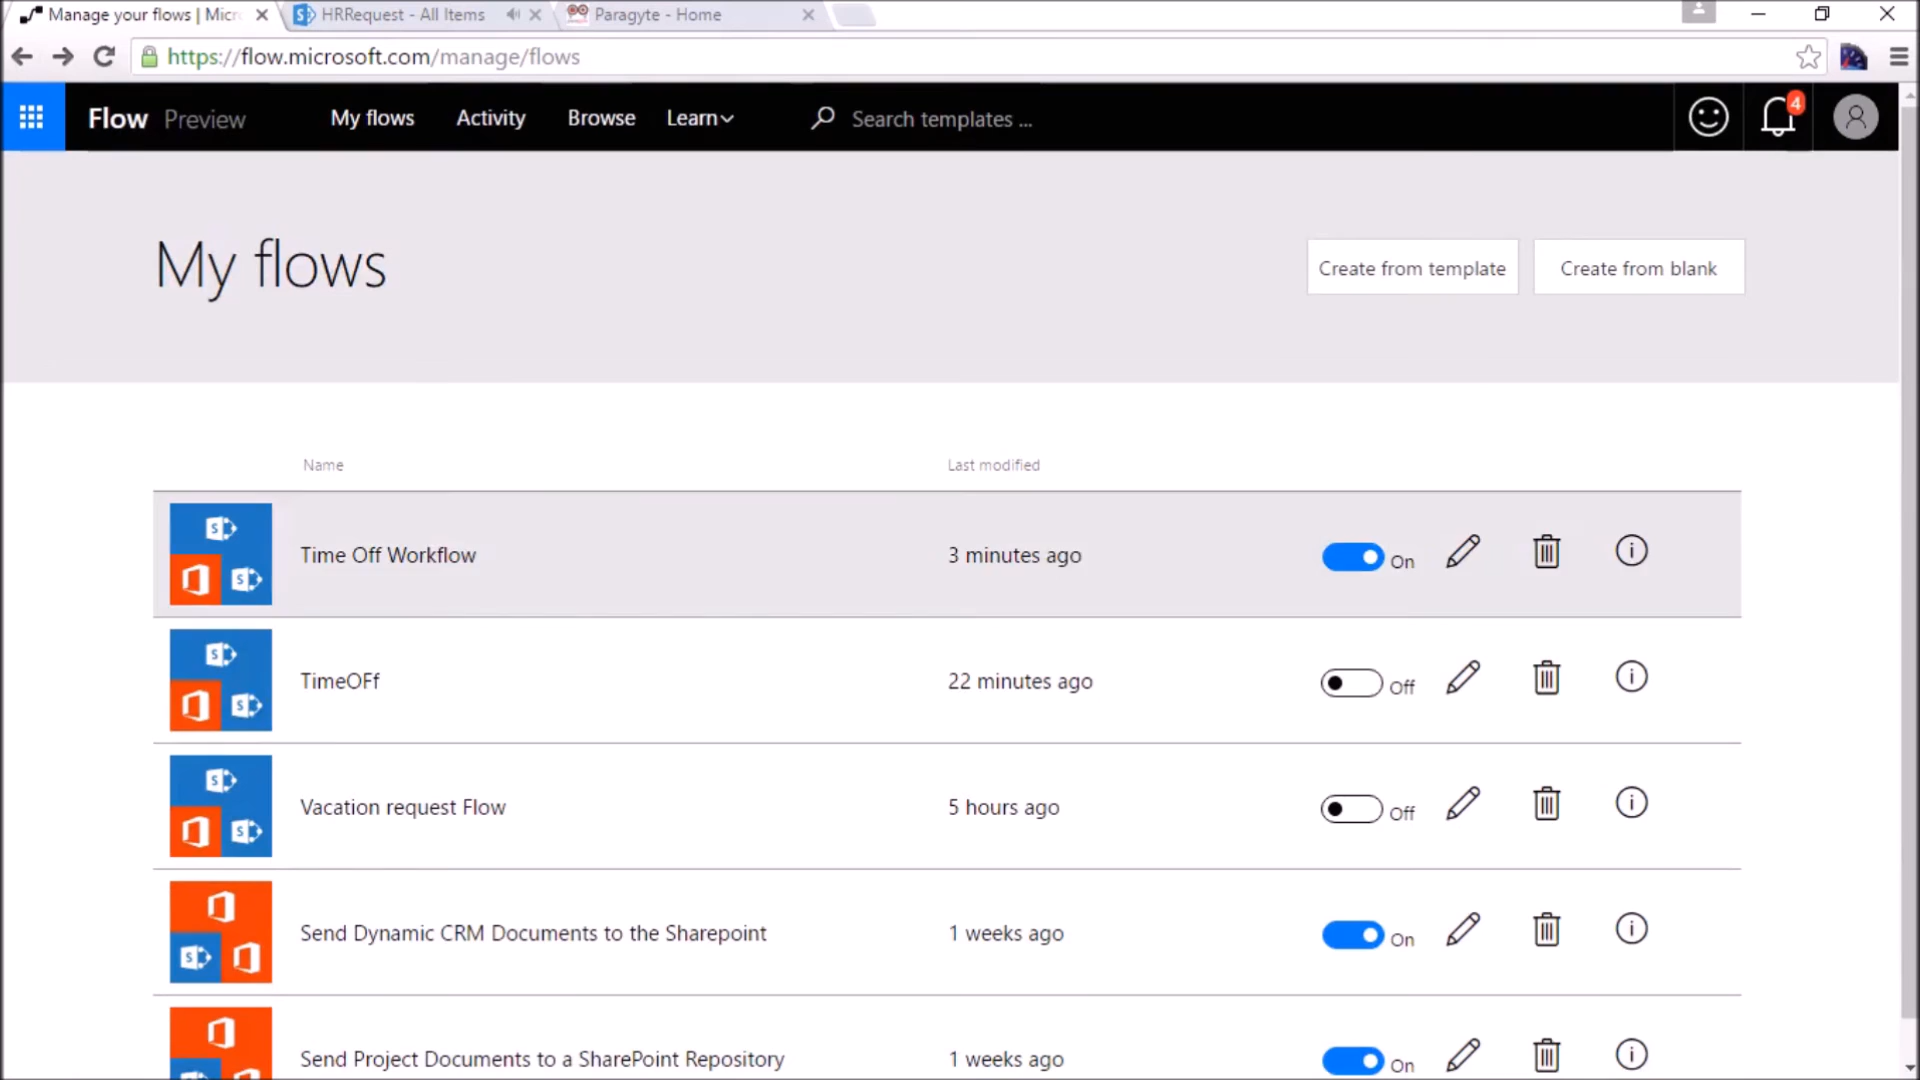 Manage your flows | Micr
HRRequest - All Items
Paragyte - Home
https://flow.microsoft.com/manage/flows
Flow Preview
My flows
Activity
Browse
Learn
Search templates ...
4
My flows
Create from template
Create from blank
Name
Last modified
Time Off Workflow
3 minutes ago
On
TimeOFf
22 minutes ago
Off
Vacation request Flow
5 hours ago
Off
Send Dynamic CRM Documents to the Sharepoint
1 weeks ago
On
Send Project Documents to a SharePoint Repository
1 weeks ago
On